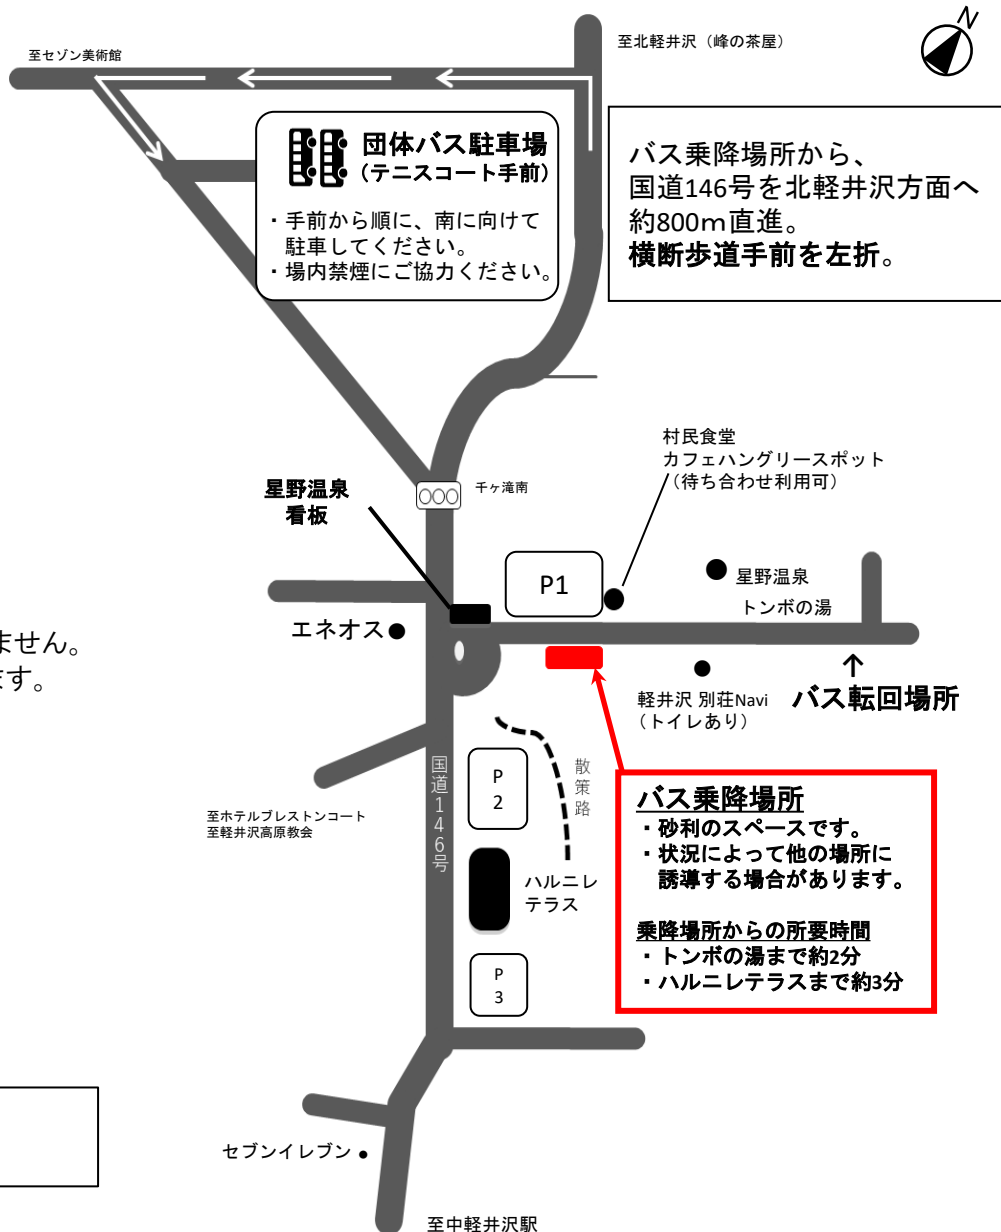 N
至北軽井沢（峰の茶屋）
至セゾン美術館
団体バス駐車場
（テニスコート手前）
・手前から順に、南に向けて
駐車してください。
・場内禁煙にご協力ください。
バス乗降場所から、
国道146号を北軽井沢方面へ
約800m直進。
横断歩道手前を左折。
村民食堂
カフェハングリースポット
（待ち合わせ利用可）
千ヶ滝南
星野温泉
看板
P1
星野温泉
トンボの湯
エネオス
ません。
ます。
軽井沢 別荘Navi
（トイレあり）
↑
バス転回場所
国道146号
P
2
散策路
至ホテルブレストンコート
至軽井沢高原教会
ハルニレ
テラス
P
3
バス乗降場所
・砂利のスペースです。
・状況によって他の場所に
誘導する場合があります。
乗降場所からの所要時間
・トンボの湯まで約2分
・ハルニレテラスまで約3分
セブンイレブン
至中軽井沢駅